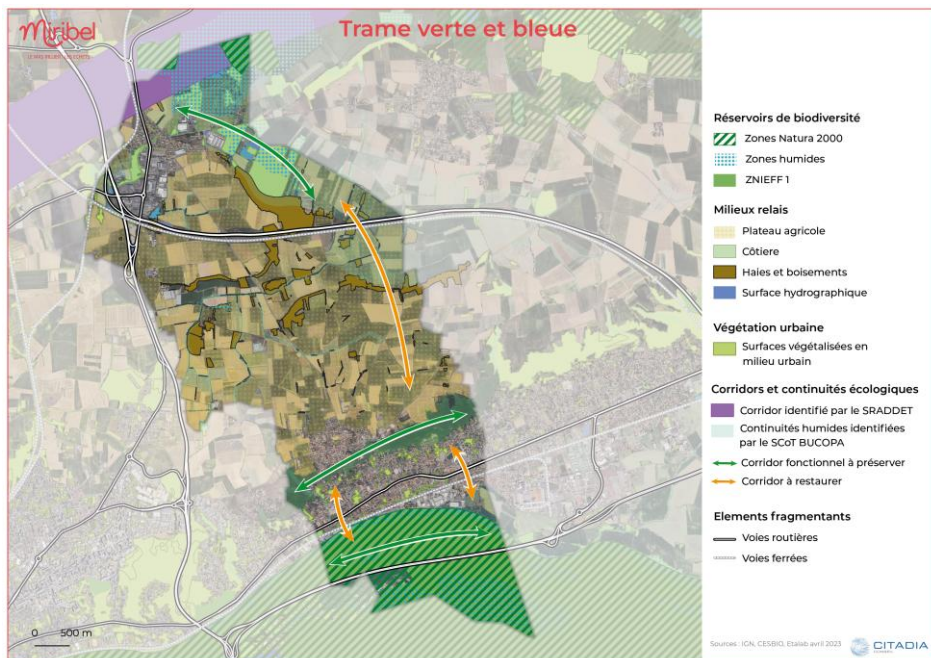 Miribel
Trame verte et bleue
Réservoirs de biodiversité
Zones Natura 2000
Zones humides
ZNIEFF 1
Milieux relais
Plateau agricole
Côtiere
Haies et boisements
Surface hydrographique
Végétation urbaine
Surfaces végétalisées en
milieu urbain
Corridors et continuités écologiques
Corridor identifié par le SRADDET
Continuités humides identifiées
par le SCoT BUCOPA
Corridor fonctionnel à préserver
Corridor à restaurer
Elements fragmentants
Voies routières
Voies ferrées
0 500 m
Sources : IGN, CESBIO, Etalab avril 2023
CITADIA